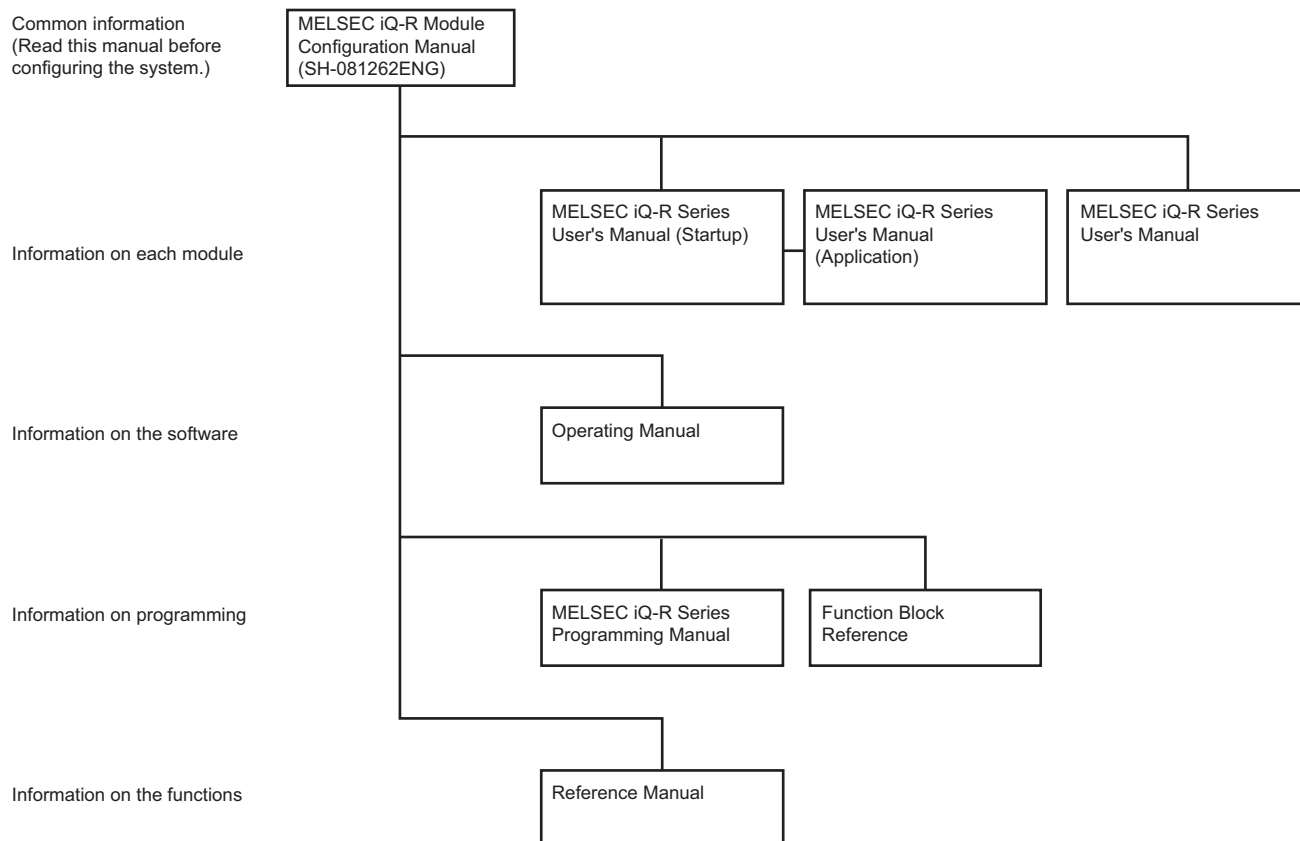 Common information
(Read this manual before
configuring the system.)
MELSEC iQ-R Module
Configuration Manual
(SH-081262ENG)
Information on each module
MELSEC iQ-R Series
User's Manual (Startup)
MELSEC iQ-R Series
User's Manual
(Application)
MELSEC iQ-R Series
User's Manual
Information on the software
Operating Manual
Information on programming
MELSEC iQ-R Series
Programming Manual
Function Block
Reference
Information on the functions
Reference Manual